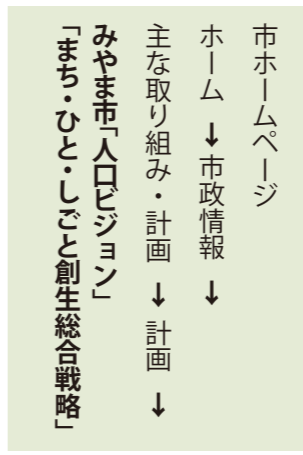 市ホームページ
ホーム ➡ 市政情報 ➡
主な取り組み・計画 ➡ 計画 ➡
みやま市「人口ビジョン」
「まち・ひと・しごと創生総合戦略」